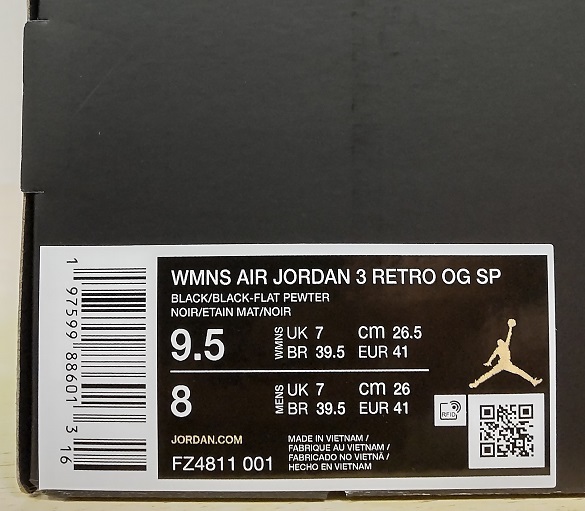 WMNS AIR JORDAN 3 RETRO OG SP
BLACK/BLACK-FLAT PEWTER
NOIR/ETAIN MAT/NOIR
9.5 WMNS UK 7 cm 26.5
BR 39.5 EUR 41
8 MENS UK 7 cm 26
BR 39.5 EUR 41
JORDAN.COM
FZ4811 001
MADE IN VIETNAM /
FABRIQUE AU VIETNAM /
FABRICADO NO VIETNÃ /
HECHO EN VIETNAM
RFID
1 97599 88601 3 16